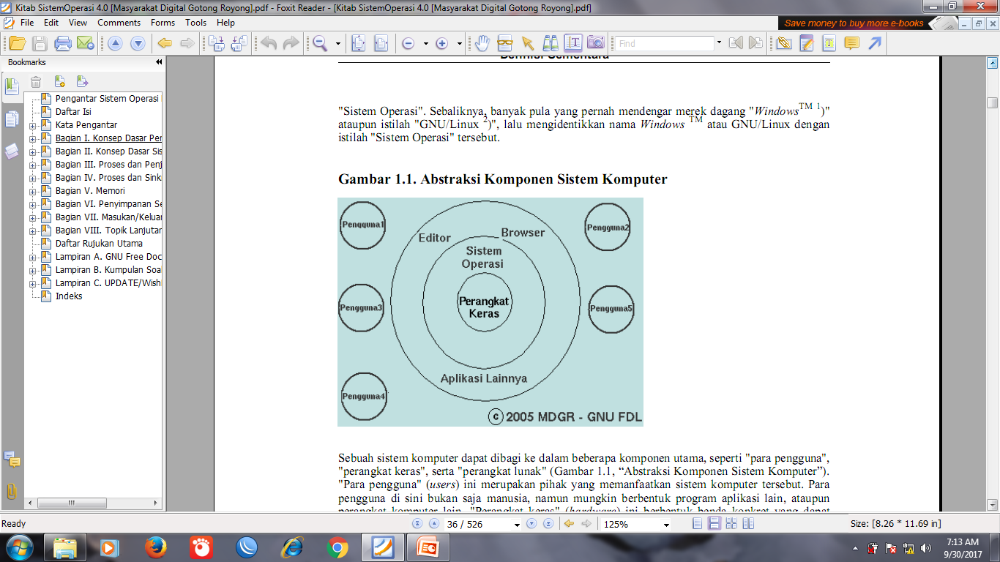 Kitab SistemOperasi 4.0 [Masyarakat Digital Gotong Royong].pdf - Foxit Reader - [Kitab SistemOperasi 4.0 [Masyarakat Digital Gotong Royong].pdf]
File Edit View Comments Forms Tools Help
Save money to buy more e-books
Find
Bookmarks
Pengantar Sistem Operasi
Daftar Isi
Kata Pengantar
Bagian I. Konsep Dasar Per
Bagian II. Konsep Dasar Sis
Bagian III. Proses dan Penj
Bagian IV. Proses dan Sink
Bagian V. Memori
Bagian VI. Penyimpanan Se
Bagian VII. Masukan/Kelua
Bagian VIII. Topik Lanjutar
Daftar Rujukan Utama
Lampiran A. GNU Free Doc
Lampiran B. Kumpulan Soa
Lampiran C. UPDATE/Wish
Indeks
"Sistem Operasi". Sebaliknya, banyak pula yang pernah mendengar merek dagang "Windows™ 1)"
ataupun istilah "GNU/Linux 2)", lalu mengidentikkan nama Windows ™ atau GNU/Linux dengan
istilah "Sistem Operasi" tersebut.
Gambar 1.1. Abstraksi Komponen Sistem Komputer
Pengguna1
Pengguna2
Editor
Browser
Sistem
Operasi
Perangkat
Keras
Pengguna3
Pengguna5
Aplikasi Lainnya
Pengguna4
c 2005 MDGR - GNU FDL
Sebuah sistem komputer dapat dibagi ke dalam beberapa komponen utama, seperti "para pengguna",
"perangkat keras", serta "perangkat lunak" (Gambar 1.1, “Abstraksi Komponen Sistem Komputer”).
"Para pengguna" (users) ini merupakan pihak yang memanfaatkan sistem komputer tersebut. Para
pengguna di sini bukan saja manusia, namun mungkin berbentuk program aplikasi lain, ataupun
perangkat komputer lain. "Perangkat keras" (hardware) ini berbentuk benda konkret yang dapat
Ready
36 / 526
125%
Size: [8.26 * 11.69 in]
7:13 AM
9/30/2017